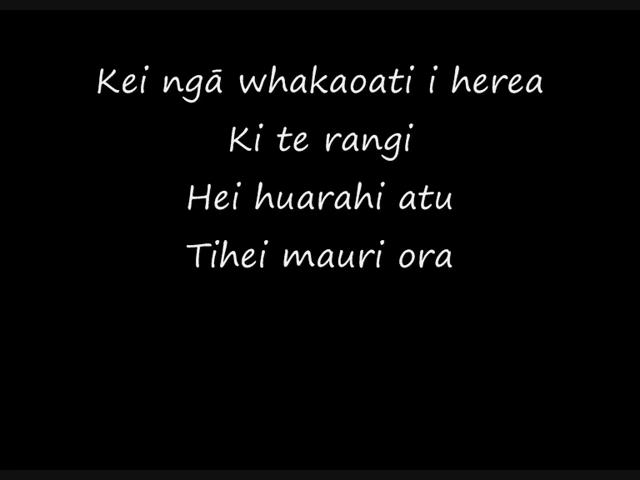 Kei ngā whakaoati i herea
Ki te rangi
Hei huarahi atu
Tihei mauri ora